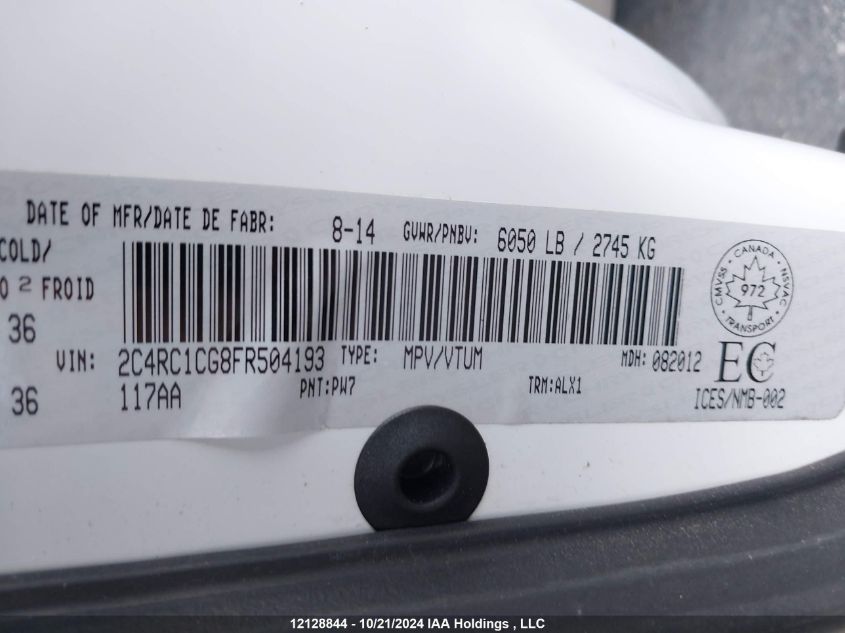 DATE OF MFR/DATE DE FABR: 8-14 GVWR/PNBV: 6050 LB / 2745 KG
COLD/
2 FROID
36
VIN: 2C4RC1CG8FR504193 TYPE: MPV/VTUM MDH: 082012
36
117AA PNT:PW7 TRM:ALX1
CMVSS • CANADA • NSVAC
972
TRANSPORT
EC
ICES/NMB-002
12128844 - 10/21/2024 IAA Holdings , LLC